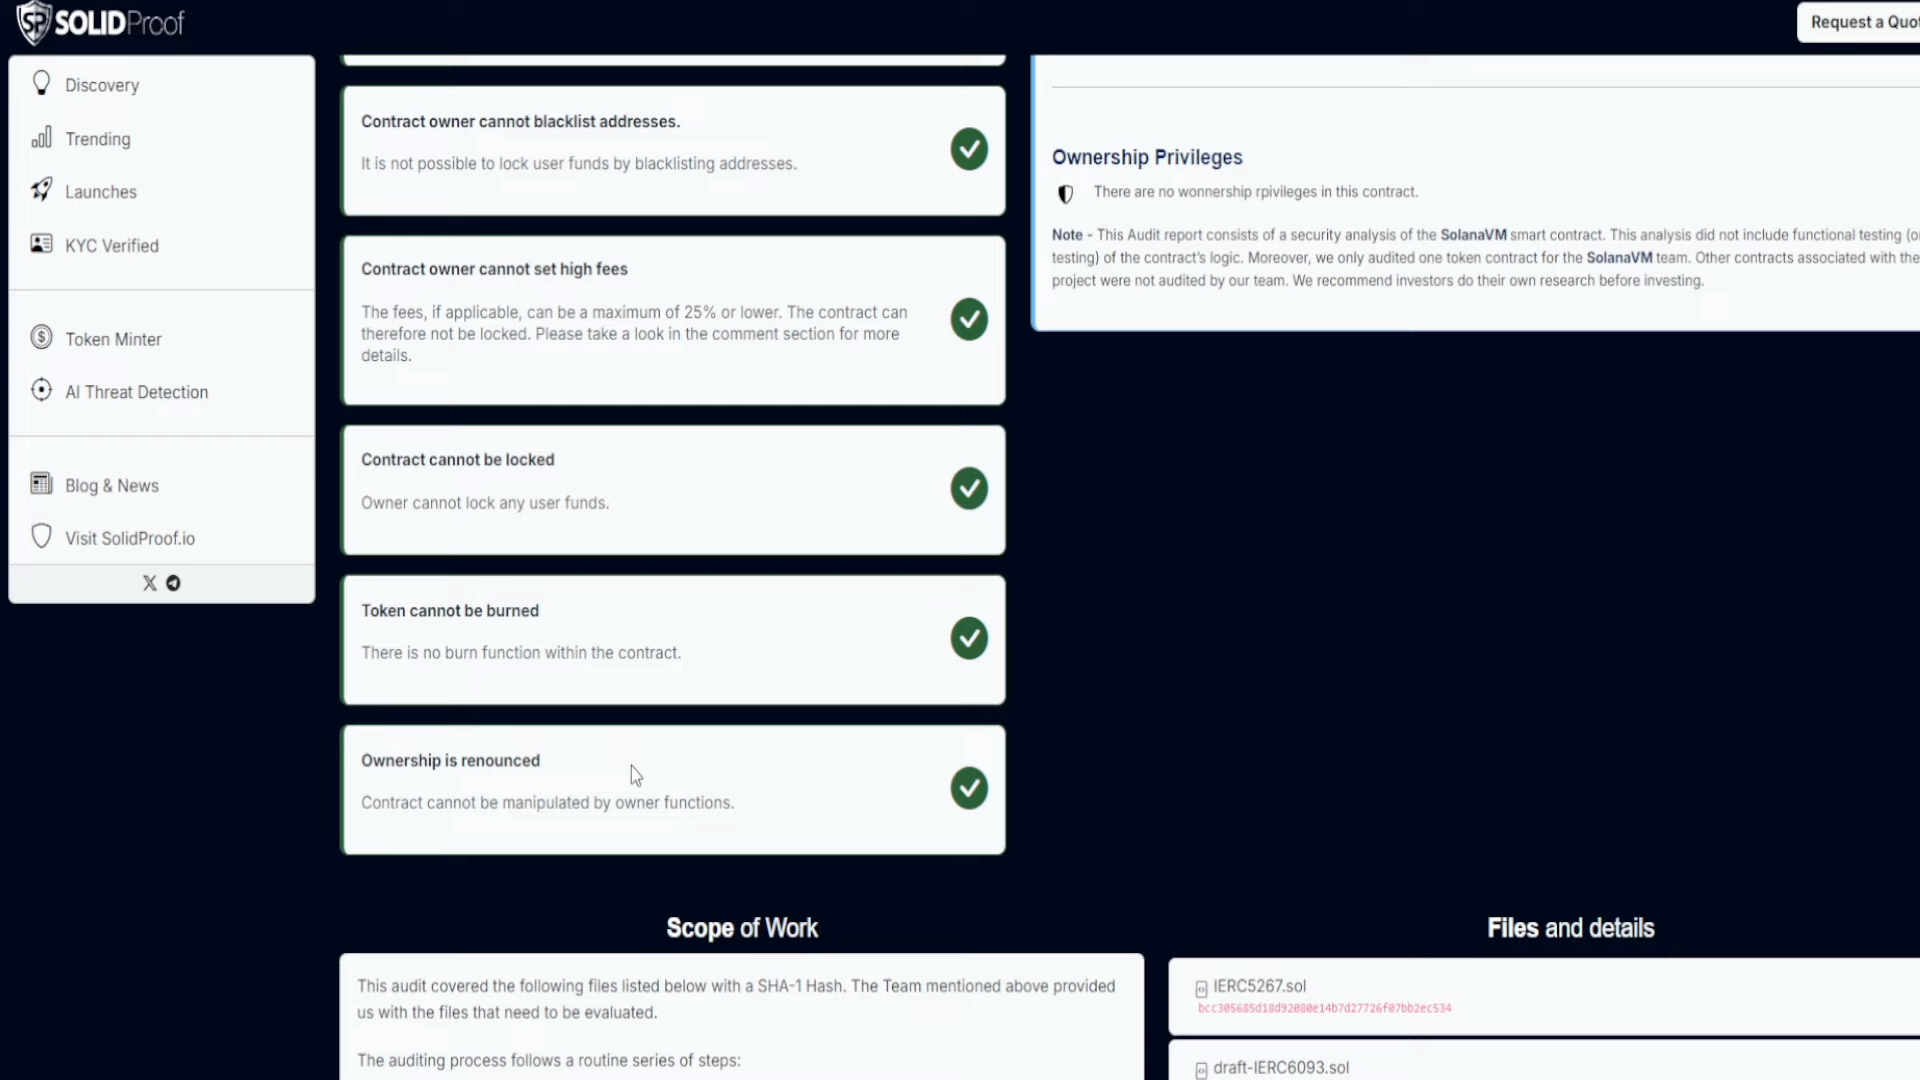 SOLIDProof
Request a Quot
Discovery
Trending
Launches
KYC Verified
Token Minter
AI Threat Detection
Blog & News
Visit SolidProof.io
Contract owner cannot blacklist addresses.
It is not possible to lock user funds by blacklisting addresses.
Contract owner cannot set high fees
The fees, if applicable, can be a maximum of 25% or lower. The contract can
therefore not be locked. Please take a look in the comment section for more
details.
Contract cannot be locked
Owner cannot lock any user funds.
Token cannot be burned
There is no burn function within the contract.
Ownership is renounced
Contract cannot be manipulated by owner functions.
Ownership Privileges
There are no wonnership rpivileges in this contract.
Note - This Audit report consists of a security analysis of the SolanaVM smart contract. This analysis did not include functional testing (or
testing) of the contract's logic. Moreover, we only audited one token contract for the SolanaVM team. Other contracts associated with the
project were not audited by our team. We recommend investors do their own research before investing.
Scope of Work
This audit covered the following files listed below with a SHA-1 Hash. The Team mentioned above provided
us with the files that need to be evaluated.
The auditing process follows a routine series of steps:
Files and details
IERC5267.sol
bcc305685d18d92080e14b7d27726f07bb2ec534
draft-IERC6093.sol